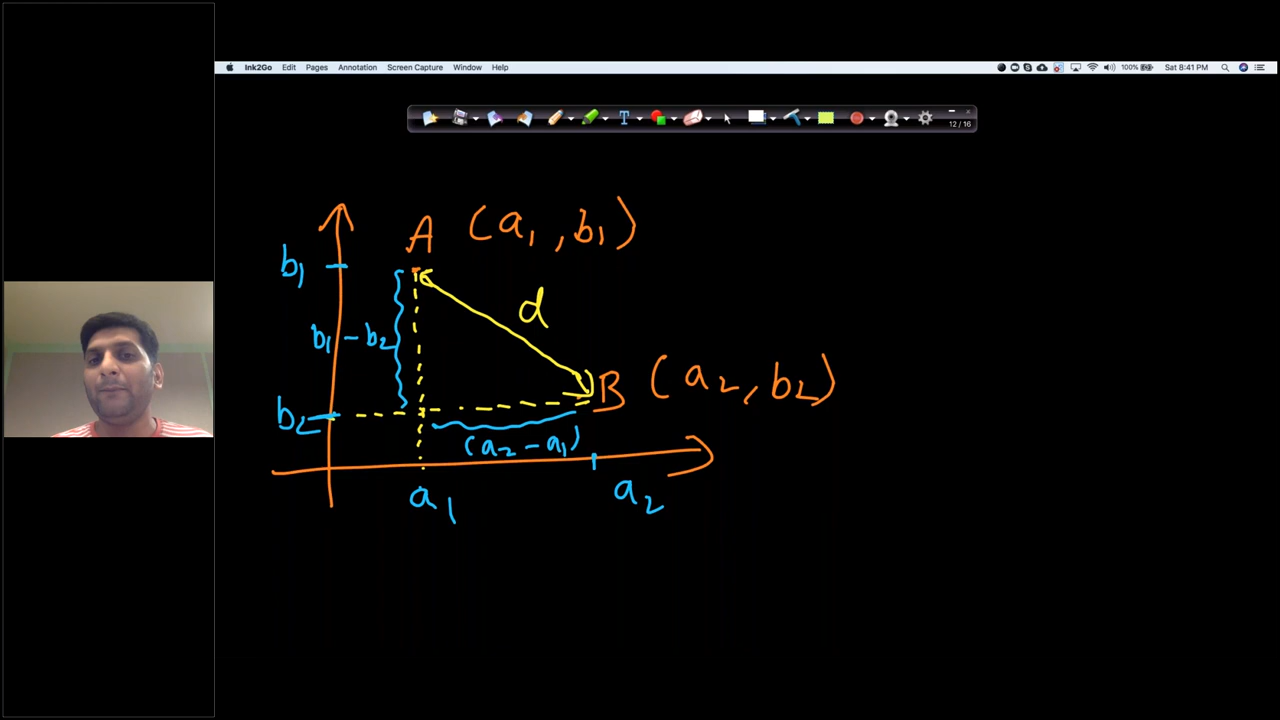 Ink2Go Edit Pages Annotation Screen Capture Window Help 100% Sat 8:41 PM
12 / 16
A (a₁, b₁)
b₁
d
b₁ - b₂
B (a₂, b₂)
b₂
(a₂ - a₁)
a₁ a₂